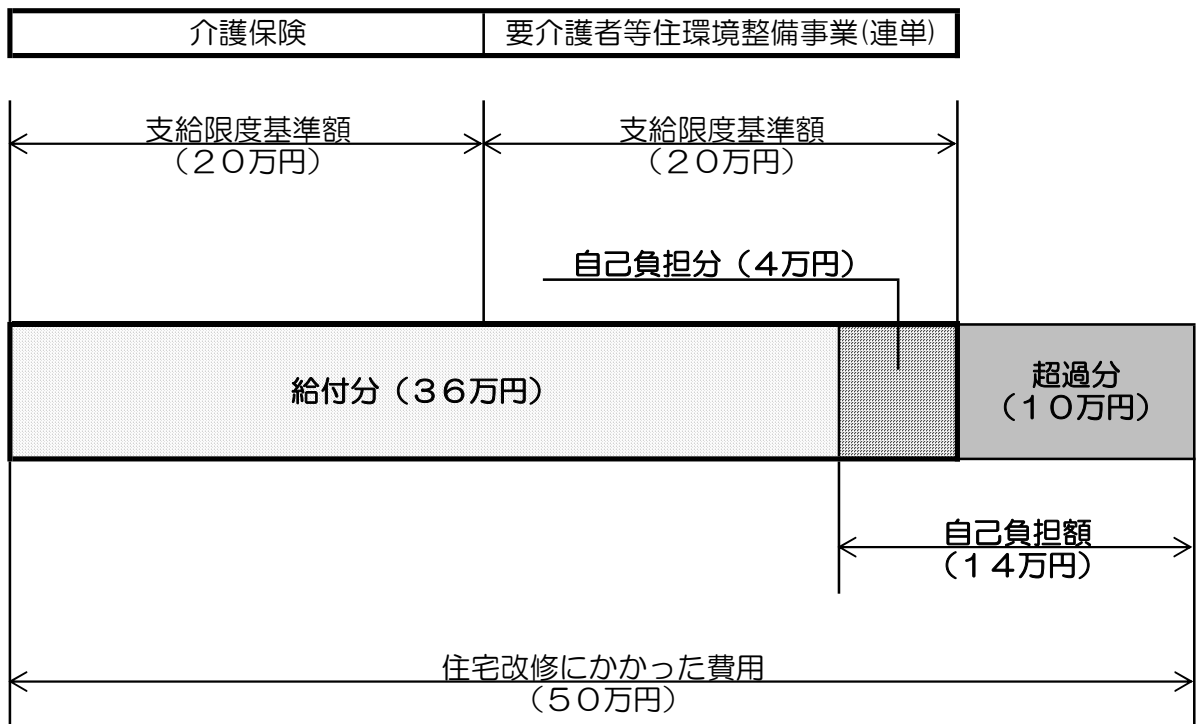 介護保険
要介護者等住環境整備事業(連単)
支給限度基準額
（２０万円）
支給限度基準額
（２０万円）
自己負担分（４万円）
給付分（３６万円）
超過分
（１０万円）
自己負担額
（１４万円）
住宅改修にかかった費用
（５０万円）